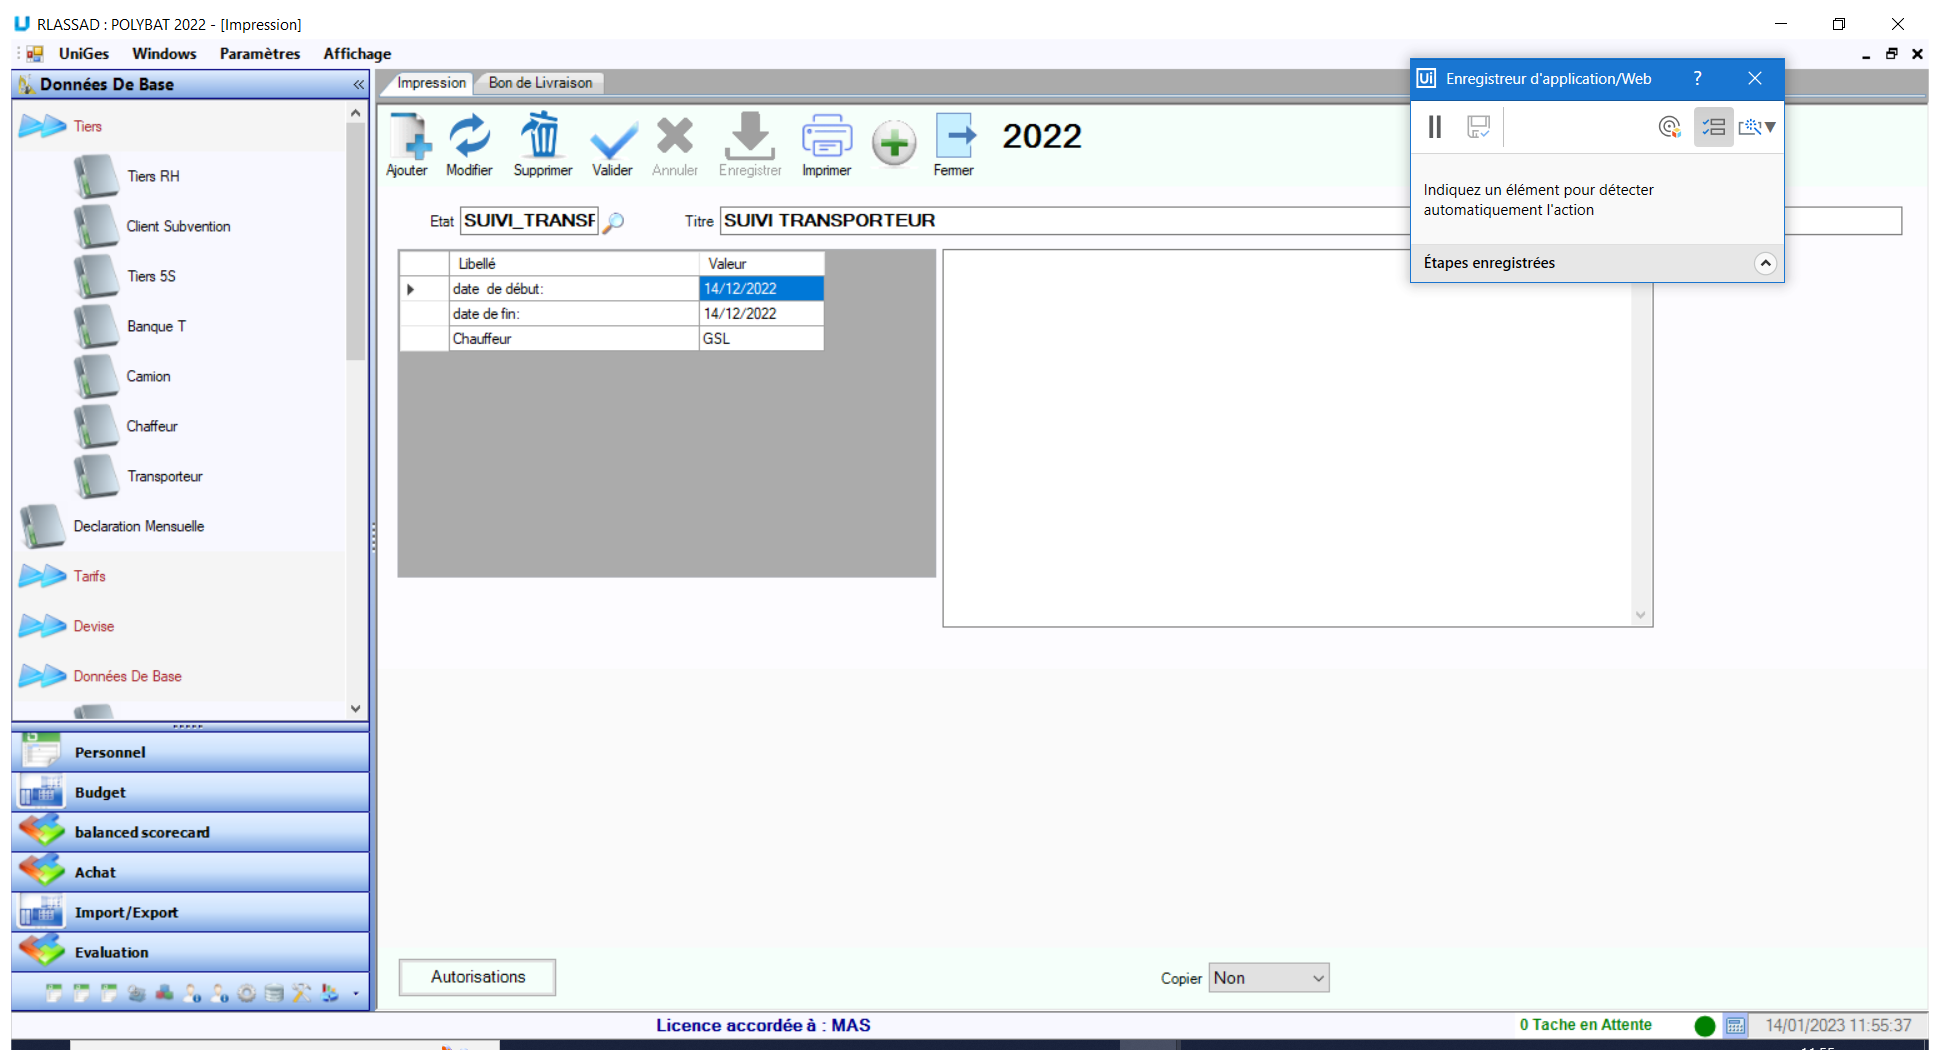 RLASSAD : POLYBAT 2022 - [Impression]
UniGes Windows Paramètres Affichage
Données De Base «
Tiers
Tiers RH
Client Subvention
Tiers 5S
Banque T
Camion
Chaffeur
Transporteur
Declaration Mensuelle
Tarifs
Devise
Données De Base
Personnel
Budget
balanced scorecard
Achat
Import/Export
Evaluation
Impression Bon de Livraison
Ajouter Modifier Supprimer Valider Annuler Enregistrer Imprimer Fermer
2022
Etat SUIVI_TRANSF Titre SUIVI TRANSPORTEUR
Libellé Valeur
date de début: 14/12/2022
date de fin: 14/12/2022
Chauffeur GSL
Ui Enregistreur d'application/Web ?
Indiquez un élément pour détecter
automatiquement l'action
Étapes enregistrées
Autorisations
Copier Non
Licence accordée à : MAS
0 Tache en Attente
14/01/2023 11:55:37